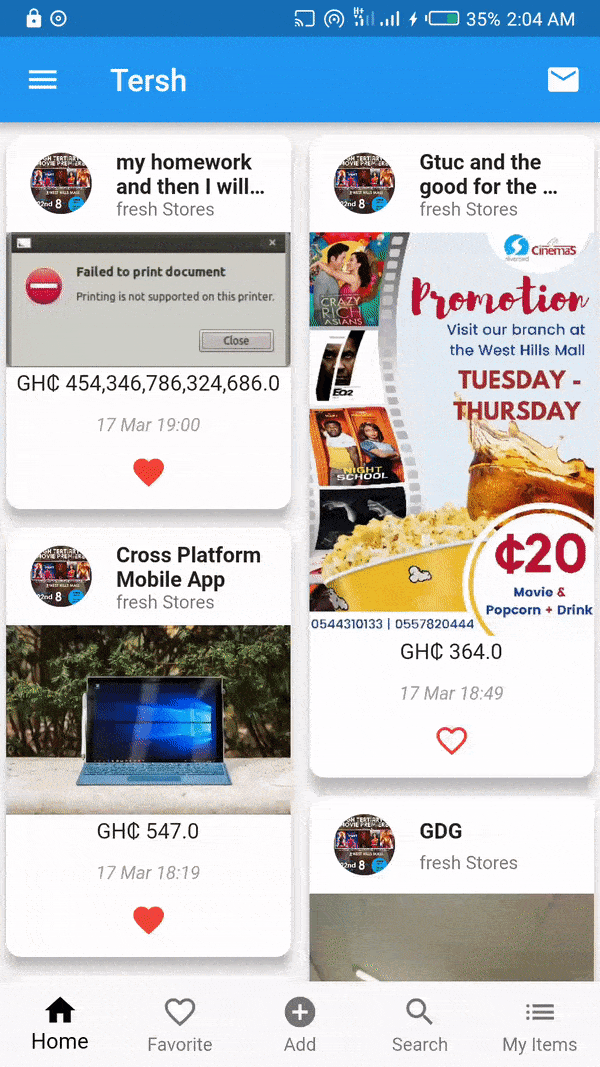 H+
35% 2:04 AM
Tersh
my homework
and then I will...
fresh Stores
Failed to print document
Printing is not supported on this printer.
Close
GH₵ 454,346,786,324,686.0
17 Mar 19:00
Cross Platform
Mobile App
fresh Stores
GH₵ 547.0
17 Mar 18:19
Gtuc and the
good for the ...
fresh Stores
CRAZY
RICH
ASIANS
EQ2
NIGHT
SCHOOL
silverbird
CINEMAS
Promotion
Visit our branch at
the West Hills Mall
TUESDAY -
THURSDAY
₵20
Movie &
Popcorn + Drink
0544310133 | 0557820444
GH₵ 364.0
17 Mar 18:49
GDG
fresh Stores
Home
Favorite
Add
Search
My Items